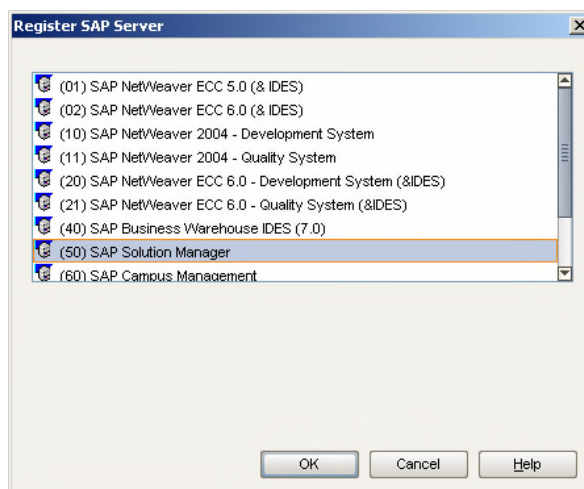 Register SAP Server
(01) SAP NetWeaver ECC 5.0 (& IDES)
(02) SAP NetWeaver ECC 6.0 (& IDES)
(10) SAP NetWeaver 2004 - Development System
(11) SAP NetWeaver 2004 - Quality System
(20) SAP NetWeaver ECC 6.0 - Development System (&IDES)
(21) SAP NetWeaver ECC 6.0 - Quality System (&IDES)
(40) SAP Business Warehouse IDES (7.0)
(50) SAP Solution Manager
(60) SAP Campus Management
OK Cancel Help